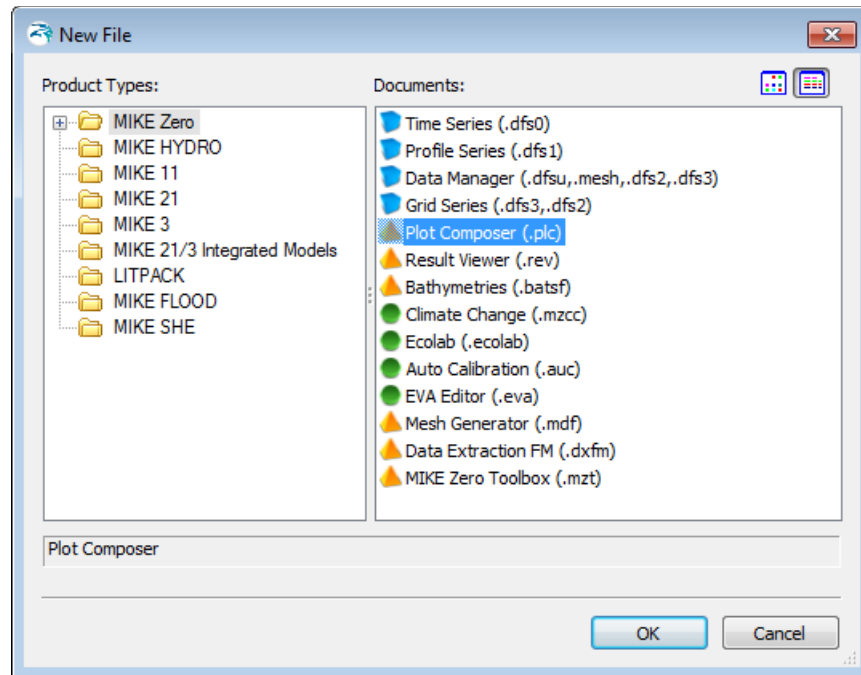 New File
Product Types:
Documents:
MIKE Zero
MIKE HYDRO
MIKE 11
MIKE 21
MIKE 3
MIKE 21/3 Integrated Models
LITPACK
MIKE FLOOD
MIKE SHE
Time Series (.dfs0)
Profile Series (.dfs1)
Data Manager (.dfsu,.mesh,.dfs2,.dfs3)
Grid Series (.dfs3,.dfs2)
Plot Composer (.plc)
Result Viewer (.rev)
Bathymetries (.batsf)
Climate Change (.mzcc)
Ecolab (.ecolab)
Auto Calibration (.auc)
EVA Editor (.eva)
Mesh Generator (.mdf)
Data Extraction FM (.dxfm)
MIKE Zero Toolbox (.mzt)
Plot Composer
OK
Cancel